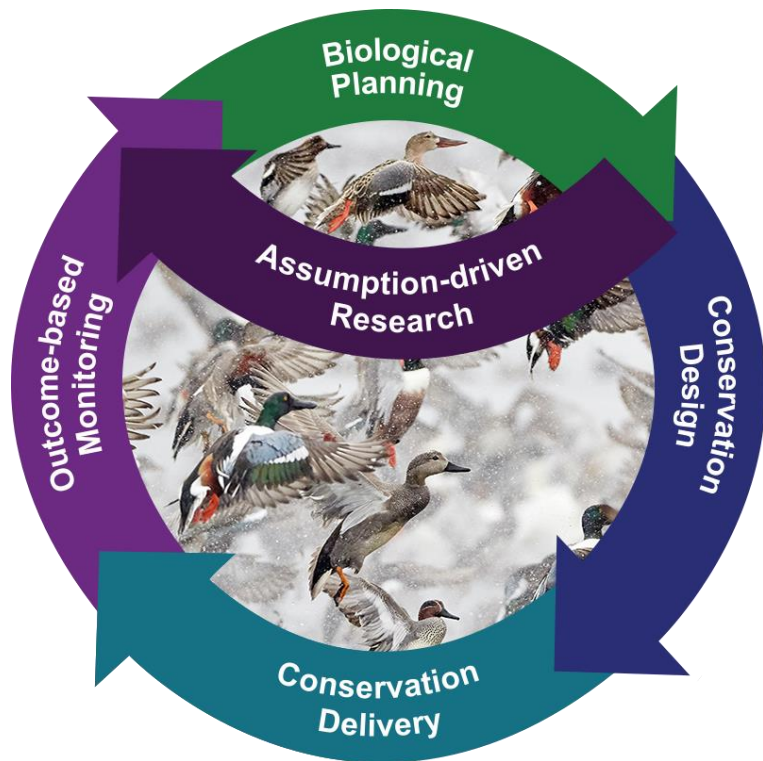 Biological
Planning
Assumption-driven
Research
Conservation
Design
Outcome-based
Monitoring
Conservation
Delivery